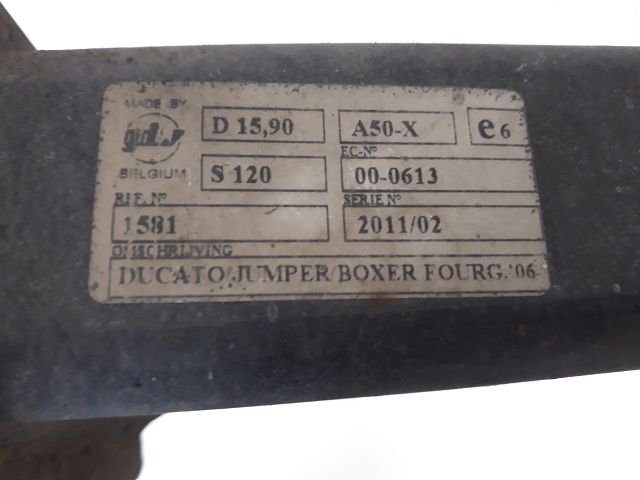 MADE BY
D 15,90
A50-X
e6
BELGIUM
S 120
EC-Nº
00-0613
REF. Nº
1581
SERIE Nº
2011/02
OMSCHRIJVING
DUCATO/JUMPER/BOXER FOURG.'06